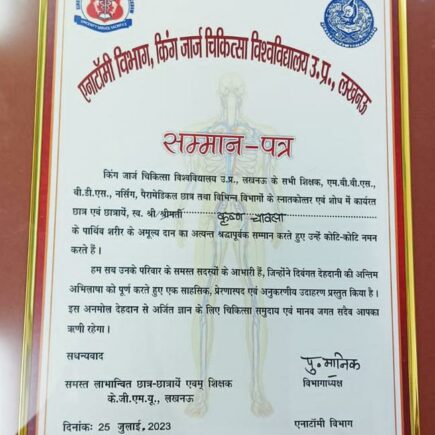 एनाटॉमी विभाग, किंग जार्ज चिकित्सा विश्वविद्यालय उ.प्र., लखनऊ
सम्मान-पत्र
किंग जार्ज चिकित्सा विश्वविद्यालय उ.प्र., लखनऊ के सभी शिक्षक, एम.बी.बी.एस.,
बी.डी.एस., नर्सिंग, पैरामेडिकल छात्र तथा विभिन्न विभागों के स्नातकोत्तर एवं शोध में कार्यरत
छात्र एवं छात्रायें, स्व. श्री/श्रीमती कृष्ण चावला
के पार्थिव शरीर के अमूल्य दान का अत्यन्त श्रद्धापूर्वक सम्मान करते हुए उन्हें कोटि-कोटि नमन
करते हैं।
हम सब उनके परिवार के समस्त सदस्यों के आभारी हैं, जिन्होंने दिवंगत देहदानी की अन्तिम
अभिलाषा को पूर्ण करते हुए एक साहसिक, प्रेरणास्पद एवं अनुकरणीय उदाहरण प्रस्तुत किया है।
इस अनमोल देहदान से अर्जित ज्ञान के लिए चिकित्सा समुदाय एवं मानव जगत सदैव आपका
ऋणी रहेगा।
सधन्यवाद
समस्त लाभान्वित छात्र-छात्रायें एवम् शिक्षक
के.जी.एम.यू., लखनऊ
दिनांक: 25 जुलाई, 2023
पु. मानिक
विभागाध्यक्ष
एनाटॉमी विभाग